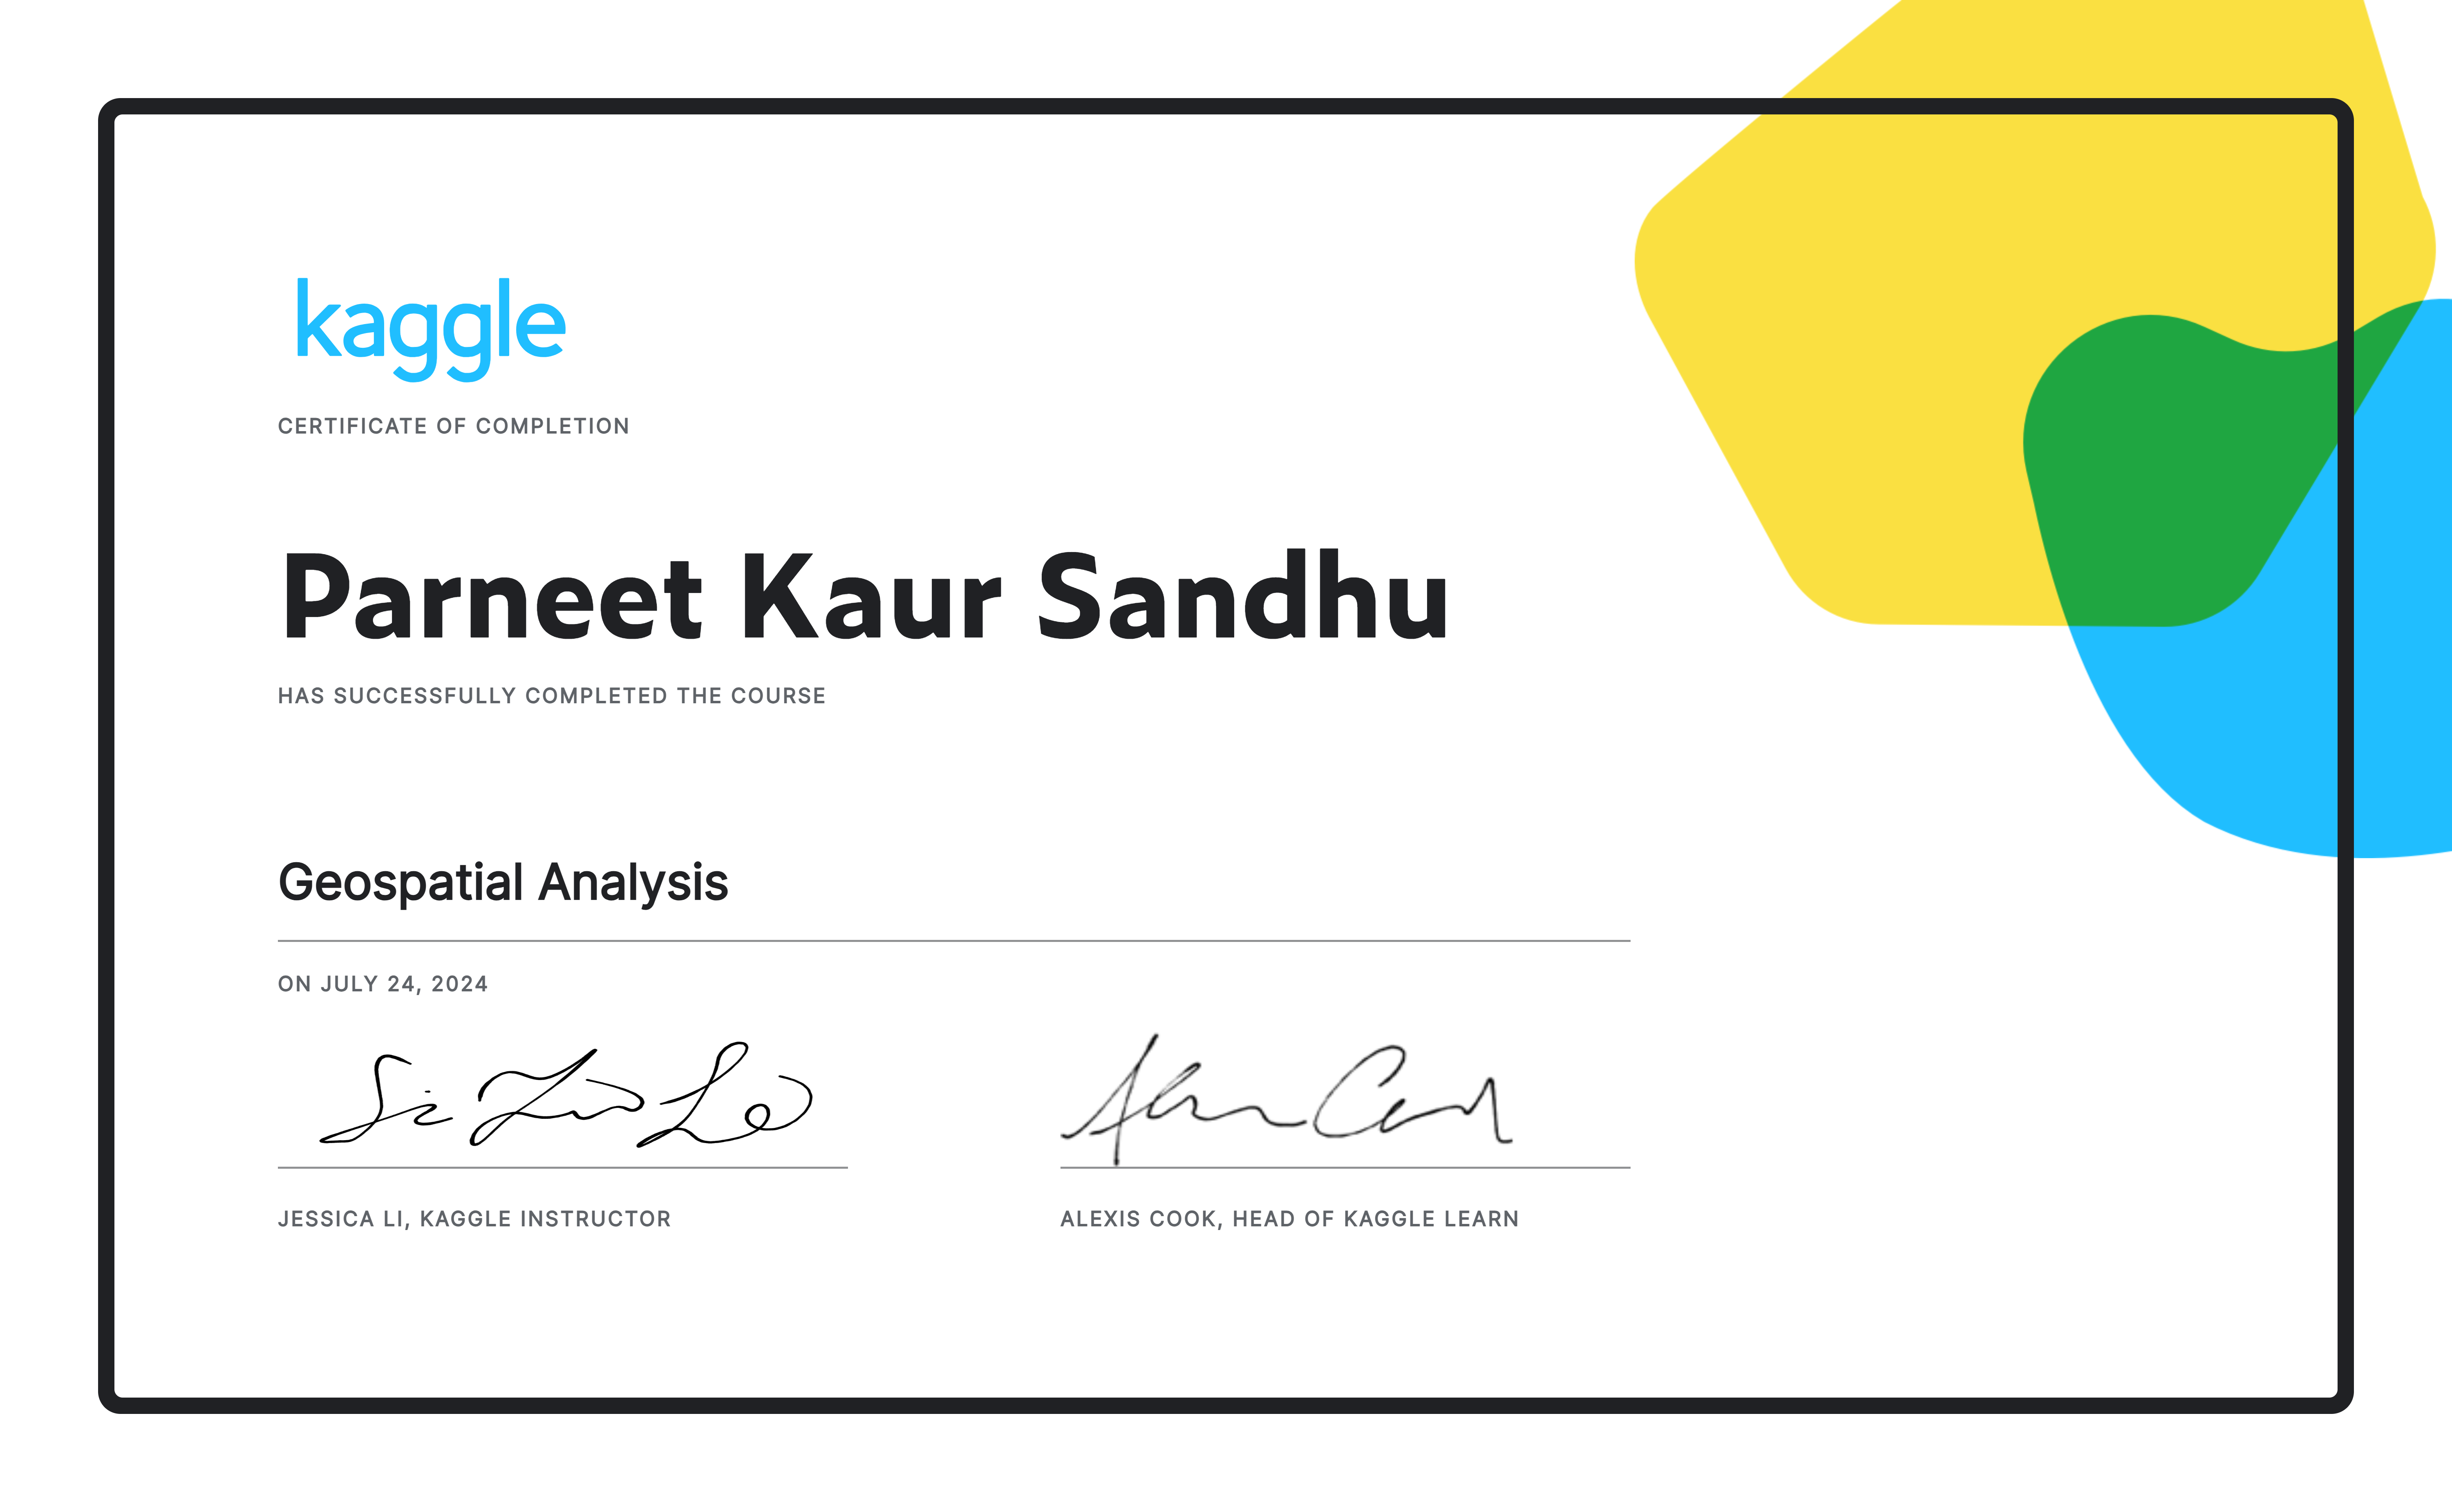 kaggle
CERTIFICATE OF COMPLETION
Parneet Kaur Sandhu
HAS SUCCESSFULLY COMPLETED THE COURSE
Geospatial Analysis
ON JULY 24, 2024
JESSICA LI, KAGGLE INSTRUCTOR
ALEXIS COOK, HEAD OF KAGGLE LEARN